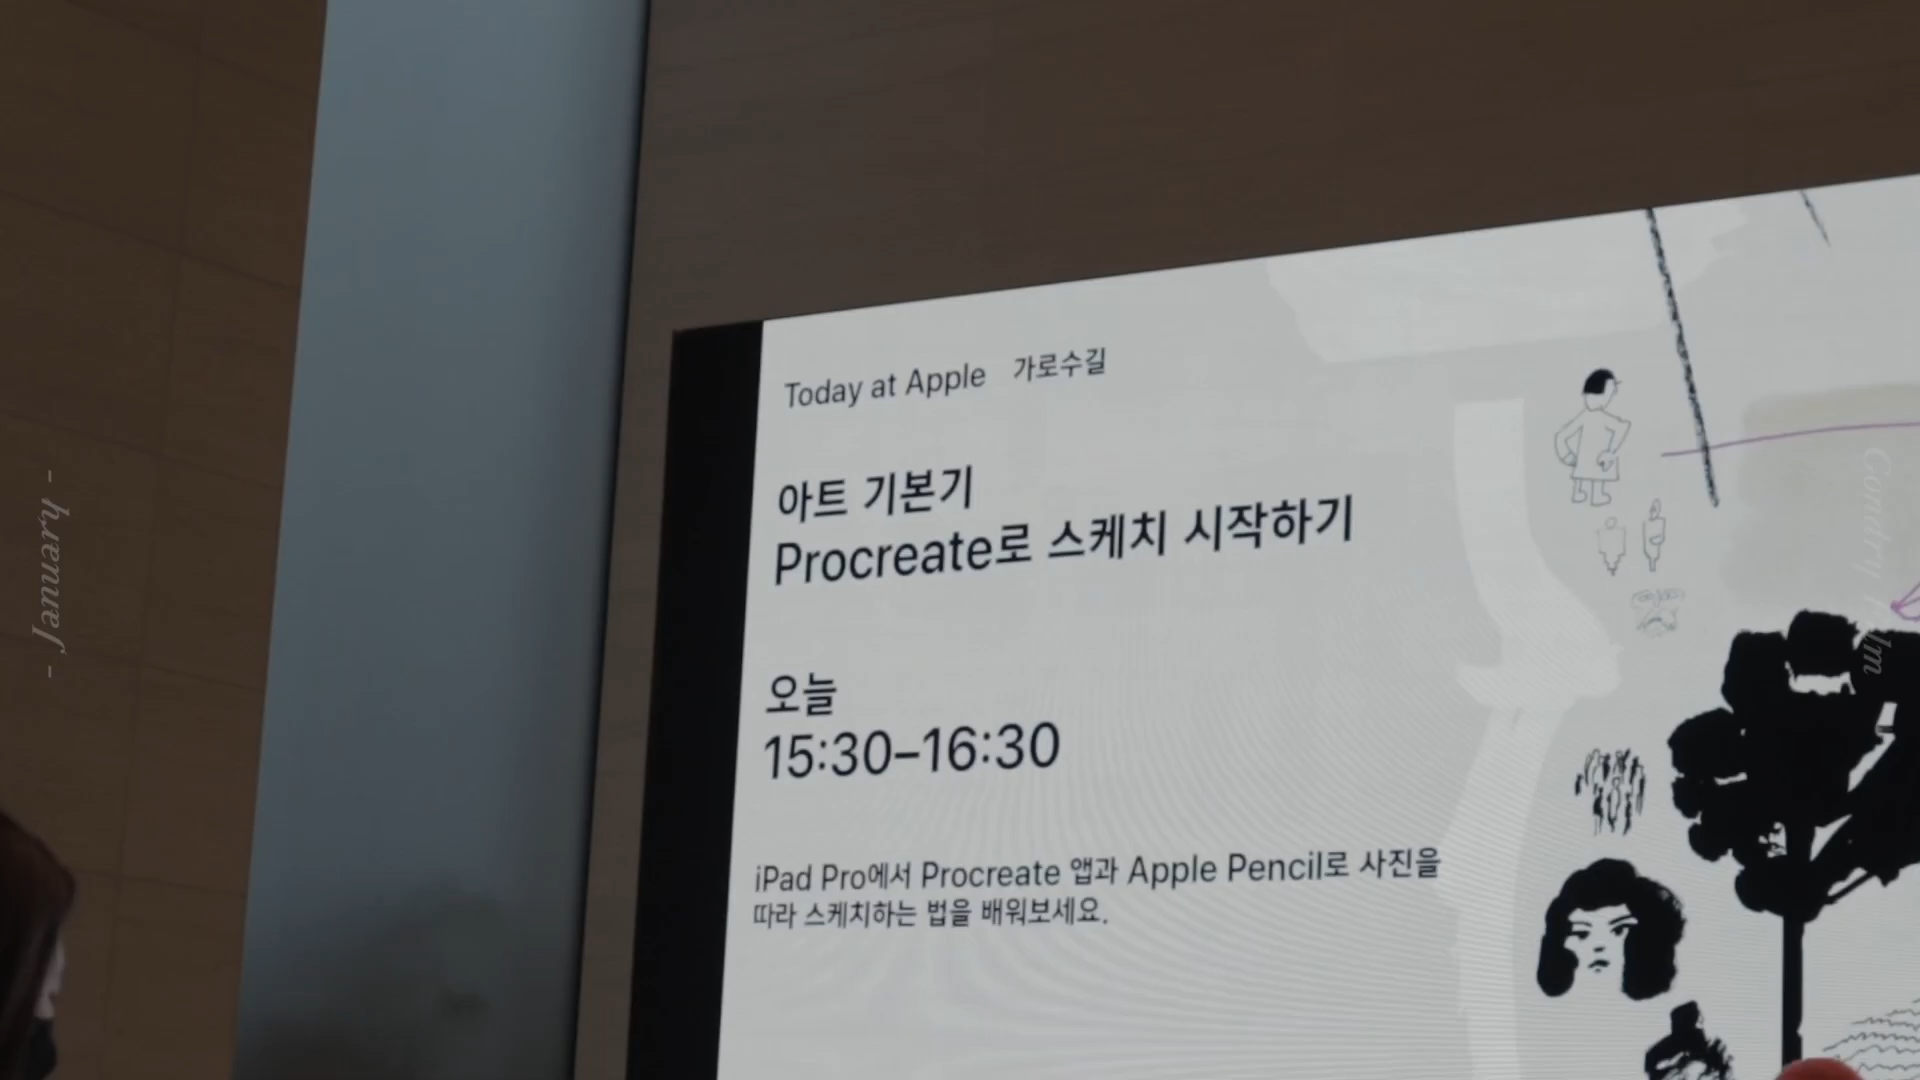 Today at Apple 가로수길
아트 기본기
Procreate로 스케치 시작하기
오늘
15:30–16:30
iPad Pro에서 Procreate 앱과 Apple Pencil로 사진을
따라 스케치하는 법을 배워보세요.
- January -